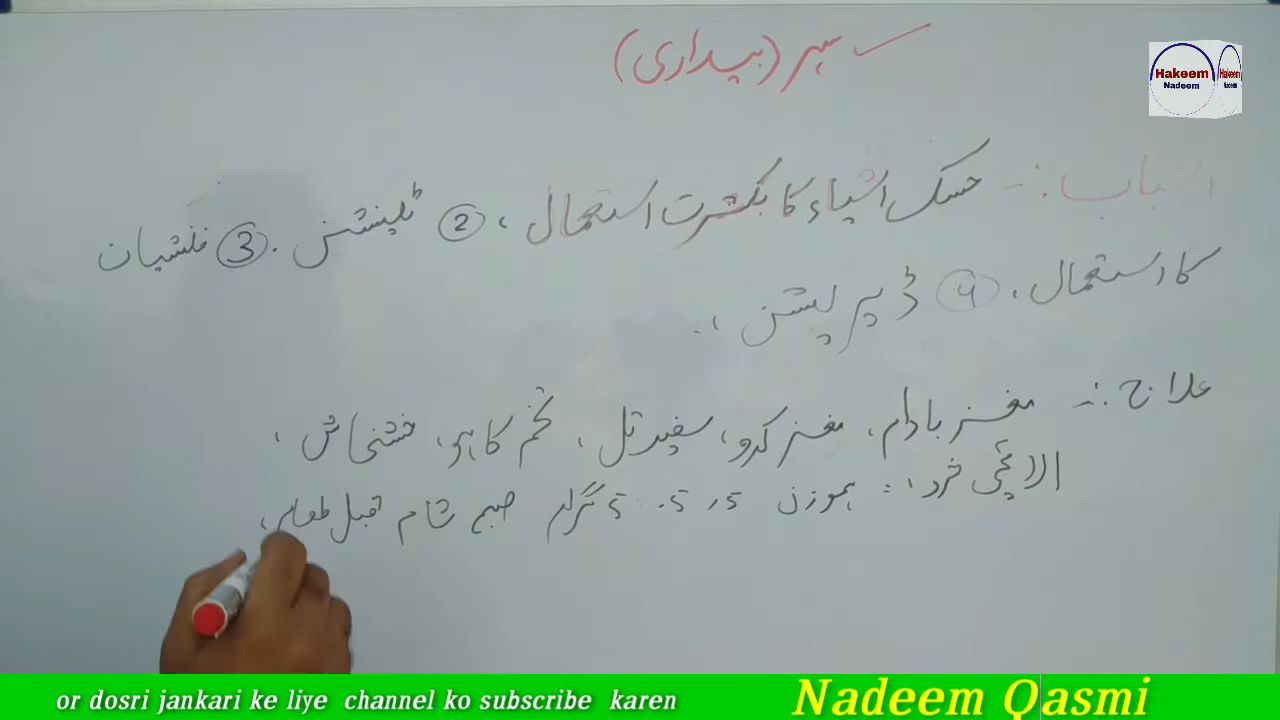 سہر (بیداری)
Hakeem
Nadeem
اسباب :- خشک اشیاء کا بکثرت استعمال ، ② ٹینشن . ③ منشیات
کا استعمال ، ④ ڈپریشن ،
علاج :- مغز بادام ، مغز کدو ، سفید تل ، تخم کاہو ، خشخاش ،
الائچی خرد ، = ہموزن ۵ ، ۵ گرام صبح شام قبل طعام ،
or dosri jankari ke liye channel ko subscribe karen
Nadeem Qasmi